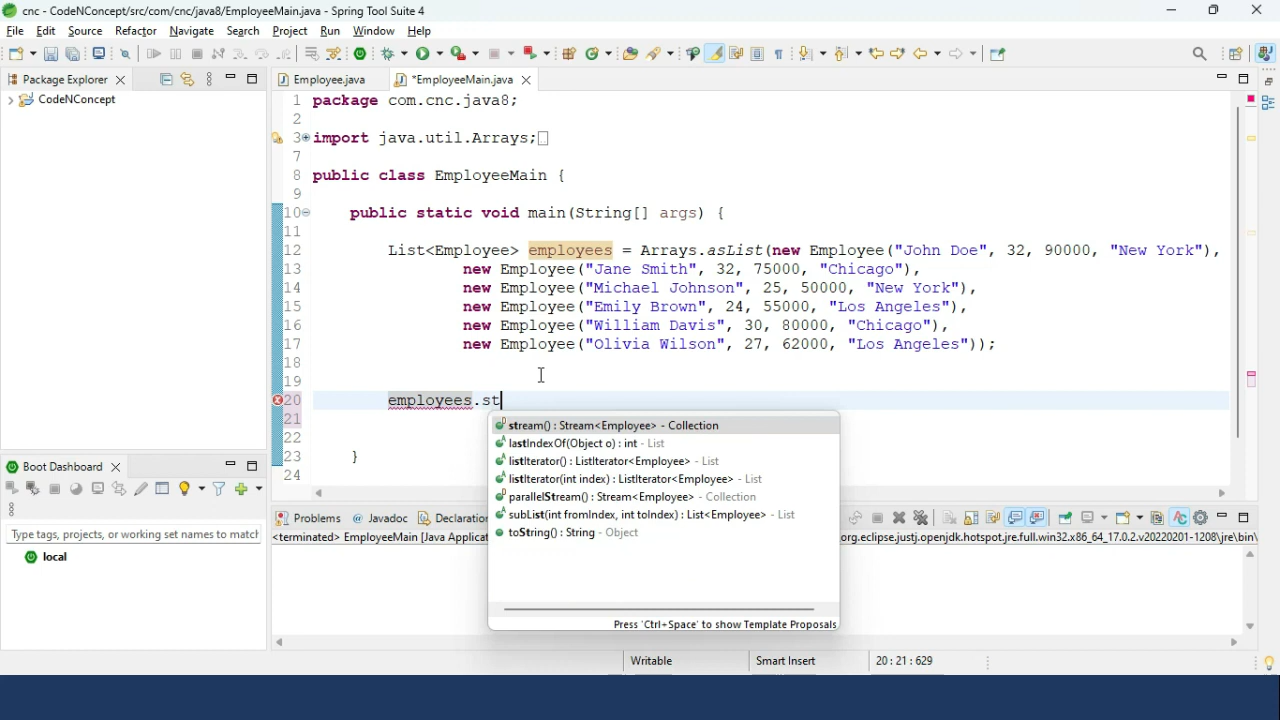 cnc - CodeNConcept/src/com/cnc/java8/EmployeeMain.java - Spring Tool Suite 4
File Edit Source Refactor Navigate Search Project Run Window Help
Package Explorer
Employee.java
*EmployeeMain.java
CodeNConcept
1 package com.cnc.java8;
2
3 import java.util.Arrays;
7
8 public class EmployeeMain {
9
10 public static void main(String[] args) {
11
12 List<Employee> employees = Arrays.asList(new Employee("John Doe", 32, 90000, "New York"),
13 new Employee("Jane Smith", 32, 75000, "Chicago"),
14 new Employee("Michael Johnson", 25, 50000, "New York"),
15 new Employee("Emily Brown", 24, 55000, "Los Angeles"),
16 new Employee("William Davis", 30, 80000, "Chicago"),
17 new Employee("Olivia Wilson", 27, 62000, "Los Angeles"));
18
19
20 employees.st
21
22
23 }
24
stream() : Stream<Employee> - Collection
lastIndexOf(Object o) : int - List
listIterator() : ListIterator<Employee> - List
listIterator(int index) : ListIterator<Employee> - List
parallelStream() : Stream<Employee> - Collection
subList(int fromIndex, int toIndex) : List<Employee> - List
toString() : String - Object
Press 'Ctrl+Space' to show Template Proposals
Boot Dashboard
Type tags, projects, or working set names to match
local
Problems @ Javadoc Declaration
<terminated> EmployeeMain [Java Applicat
org.eclipse.justj.openjdk.hotspot.jre.full.win32.x86_64_17.0.2.v20220201-1208\jre\bin\
Writable Smart Insert 20 : 21 : 629